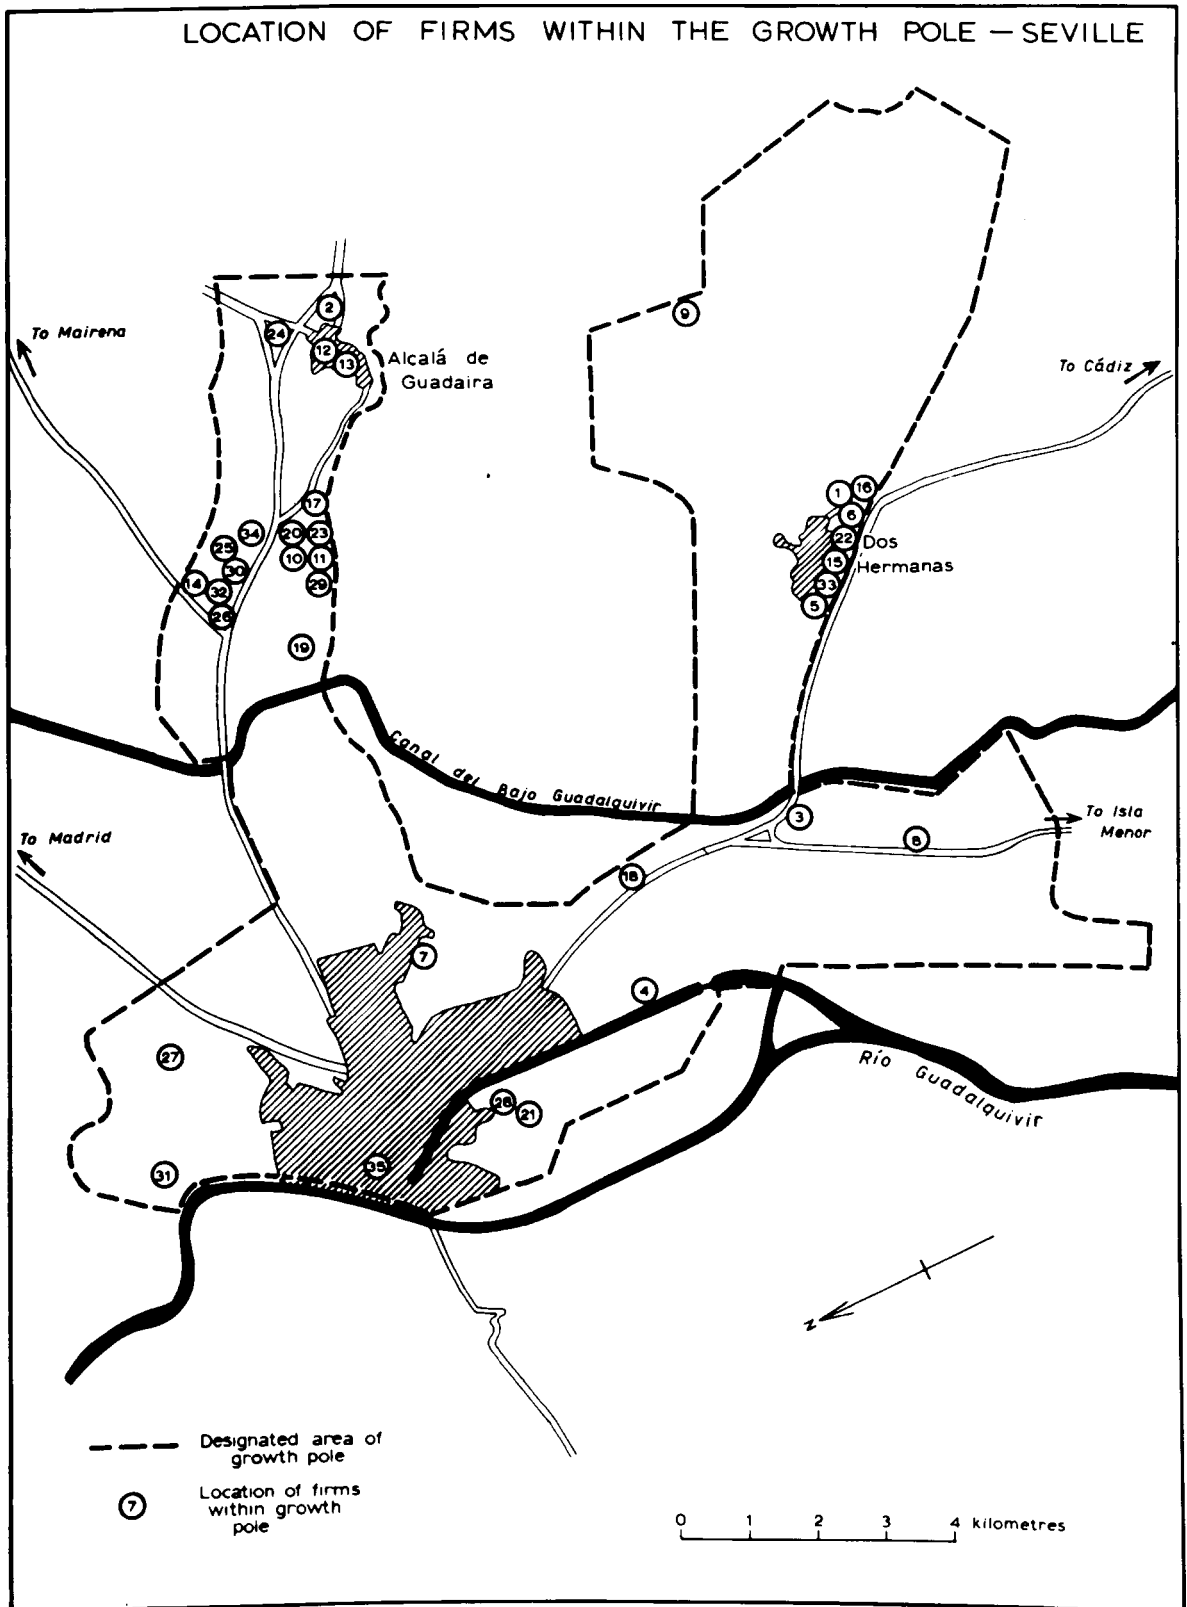 LOCATION OF FIRMS WITHIN THE GROWTH POLE — SEVILLE
9
2
To Mairena
24
12
13
Alcalá de
Guadaira
To Cádiz
1
16
17
6
34
20
23
22
Dos
25
10
11
15
Hermanas
30
14
32
29
33
26
5
19
Canal del Bajo Guadalquivir
3
To Isla
Menor
To Madrid
8
18
7
4
27
Río Guadalquivir
28
21
35
31
N
Designated area of
growth pole
7
Location of firms
within growth
pole
0 1 2 3 4 kilometres